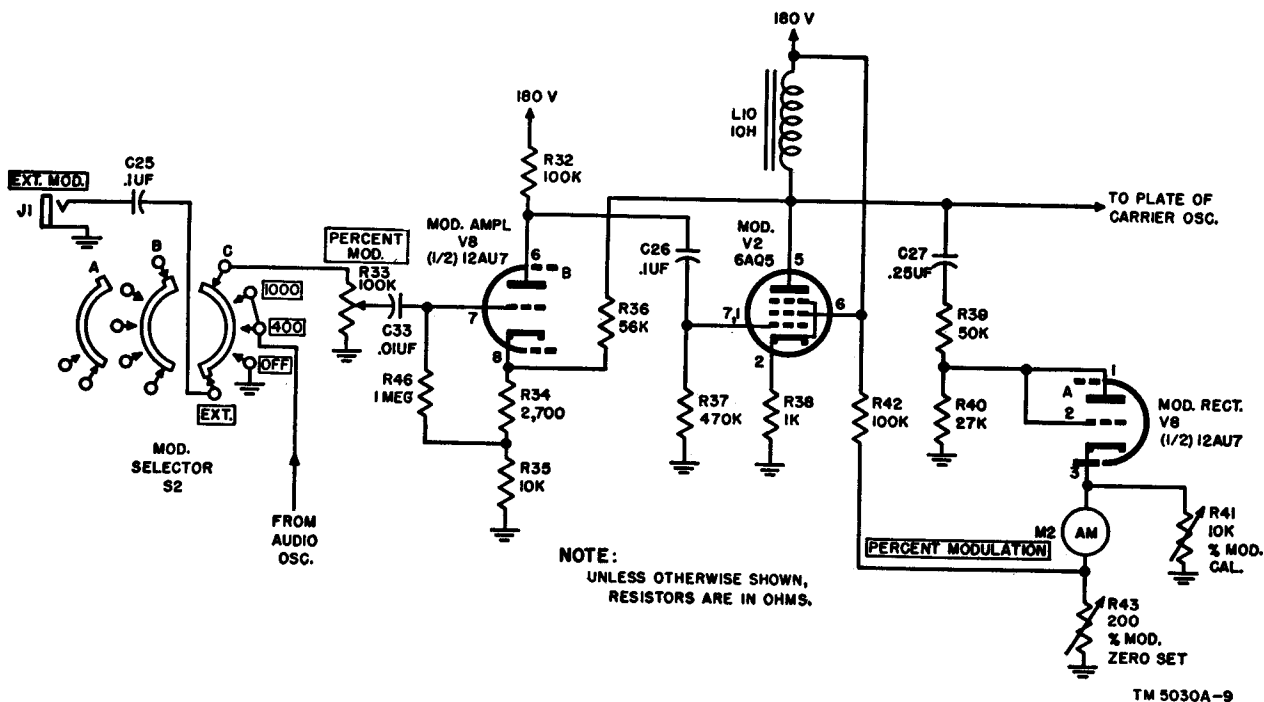 180 V
180 V
L10
10H
C25
.1UF
EXT. MOD.
J1
R32
100K
TO PLATE OF
CARRIER OSC.
MOD. AMPL
V8
(1/2) 12AU7
PERCENT
MOD.
R33
100K
A
B
C
1000
400
OFF
EXT.
6
B
7
8
C33
.01UF
C26
.1UF
MOD.
V2
6AQ5
5
6
7,1
2
C27
.25UF
R36
56K
R39
50K
R46
1 MEG
R34
2,700
R37
470K
R38
1K
R42
100K
R40
27K
1
A
2
3
MOD. RECT.
V8
(1/2) 12AU7
MOD.
SELECTOR
S2
R35
10K
FROM
AUDIO
OSC.
M2
AM
PERCENT MODULATION
R41
10K
% MOD.
CAL.
NOTE:
UNLESS OTHERWISE SHOWN,
RESISTORS ARE IN OHMS.
R43
200
% MOD.
ZERO SET
TM 5030A-9